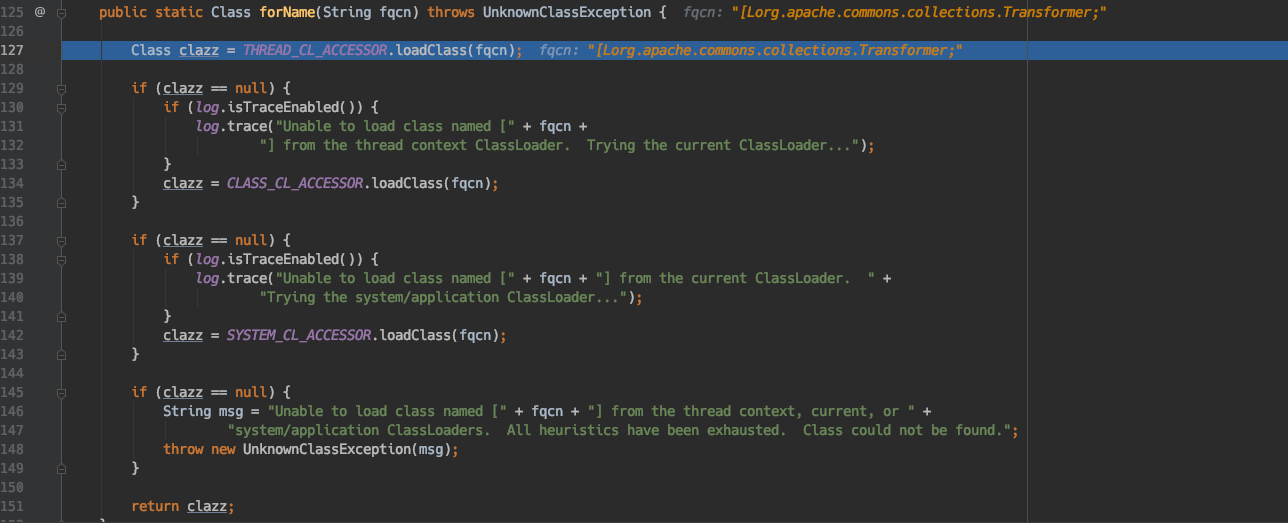 125 @ public static Class forName(String fqcn) throws UnknownClassException { fqcn: "[Lorg.apache.commons.collections.Transformer;"
126
127 Class clazz = THREAD_CL_ACCESSOR.loadClass(fqcn); fqcn: "[Lorg.apache.commons.collections.Transformer;"
128
129 if (clazz == null) {
130 if (log.isTraceEnabled()) {
131 log.trace("Unable to load class named [" + fqcn +
132 "] from the thread context ClassLoader.  Trying the current ClassLoader...");
133 }
134 clazz = CLASS_CL_ACCESSOR.loadClass(fqcn);
135 }
136
137 if (clazz == null) {
138 if (log.isTraceEnabled()) {
139 log.trace("Unable to load class named [" + fqcn + "] from the current ClassLoader.  " +
140 "Trying the system/application ClassLoader...");
141 }
142 clazz = SYSTEM_CL_ACCESSOR.loadClass(fqcn);
143 }
144
145 if (clazz == null) {
146 String msg = "Unable to load class named [" + fqcn + "] from the thread context, current, or " +
147 "system/application ClassLoaders.  All heuristics have been exhausted.  Class could not be found.";
148 throw new UnknownClassException(msg);
149 }
150
151 return clazz;